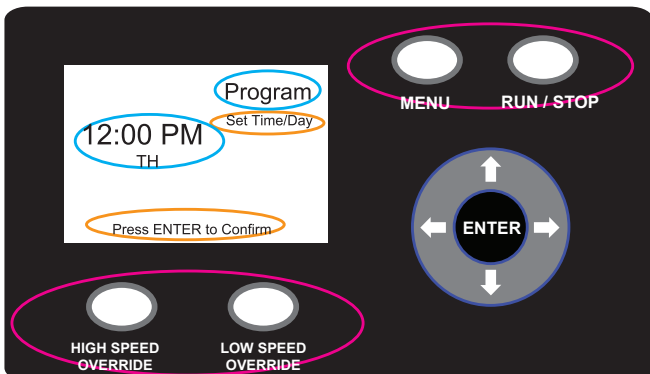 Program
Set Time/Day
12:00 PM
TH
Press ENTER to Confirm
MENU
RUN / STOP
ENTER
HIGH SPEED
OVERRIDE
LOW SPEED
OVERRIDE